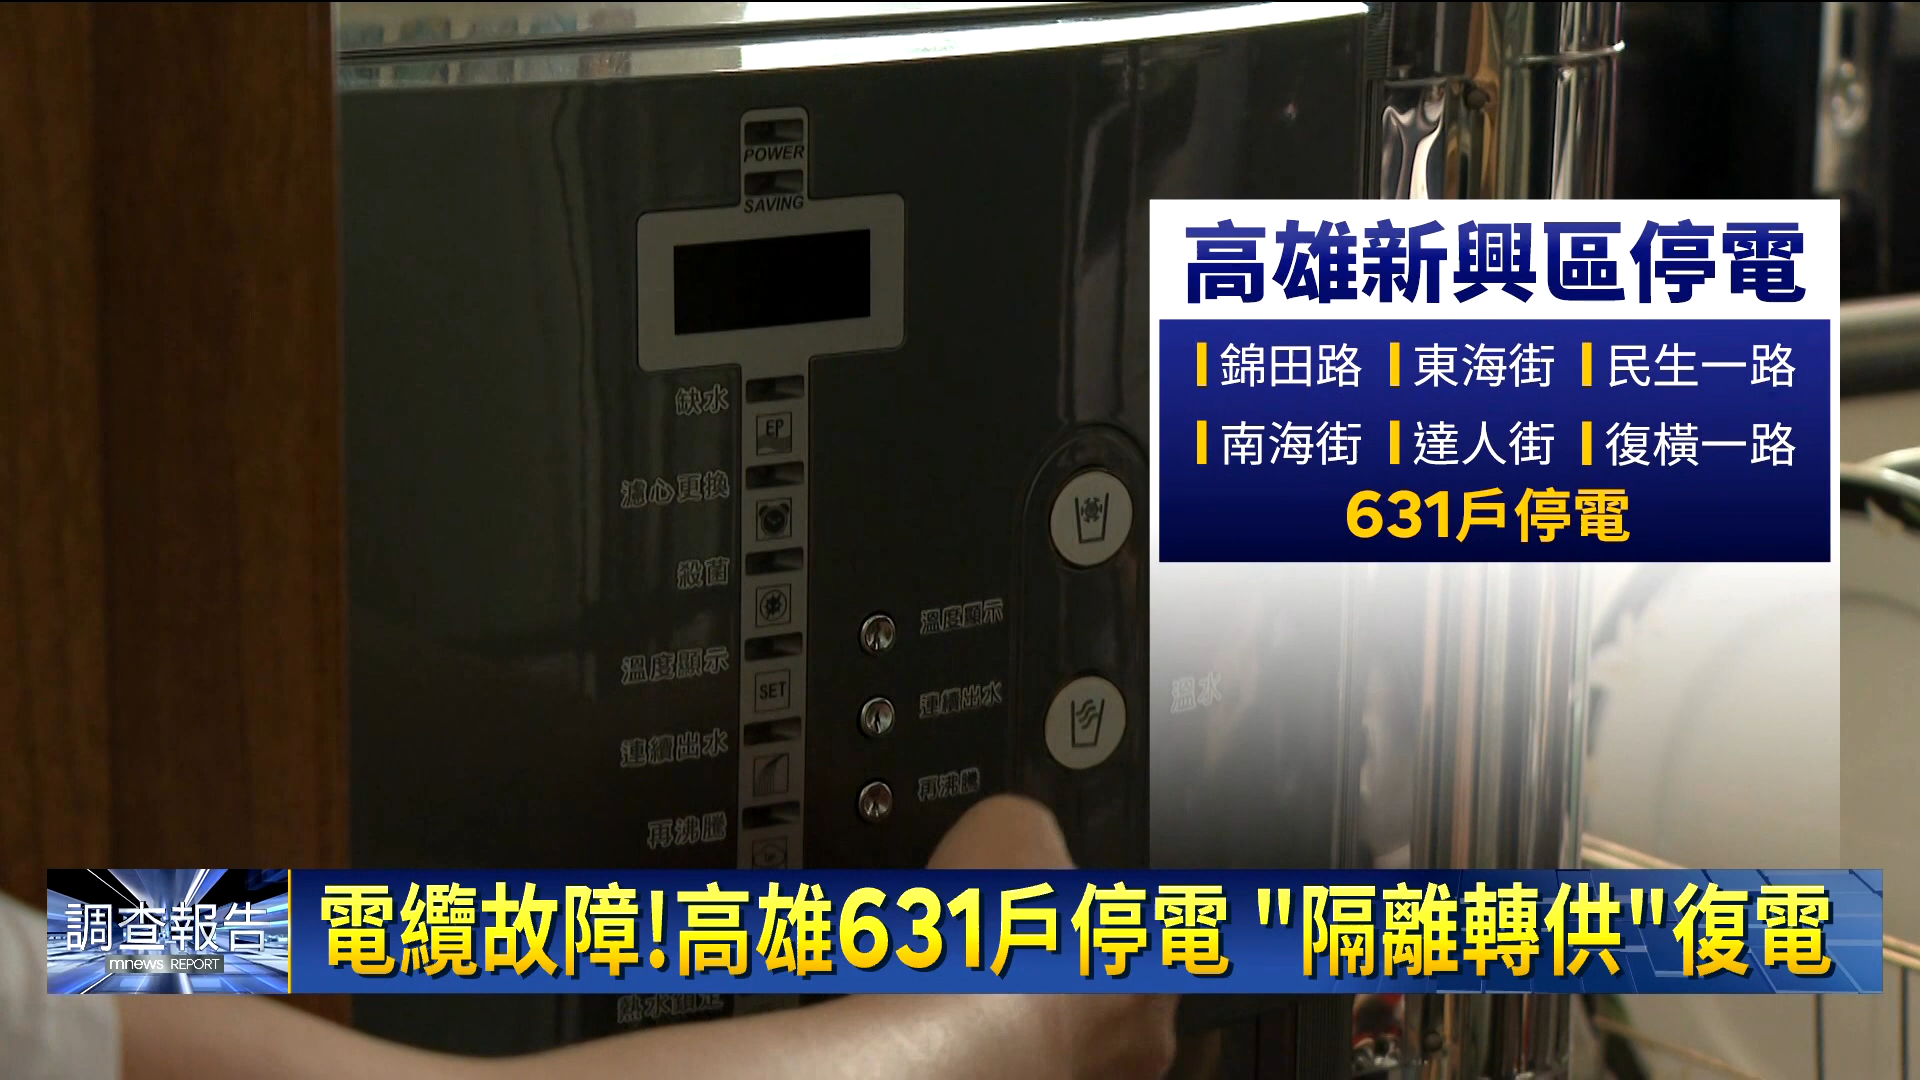 POWER
SAVING
高雄新興區停電
錦田路 東海街 民生一路
南海街 達人街 復橫一路
631戶停電
缺水
EP
濾心更換
殺菌
溫度顯示
SET
連續出水
再沸騰
溫度顯示
連續出水
再沸騰
溫水
調查報告
mnews REPORT
電纜故障!高雄631戶停電 "隔離轉供"復電
熱水鎖定